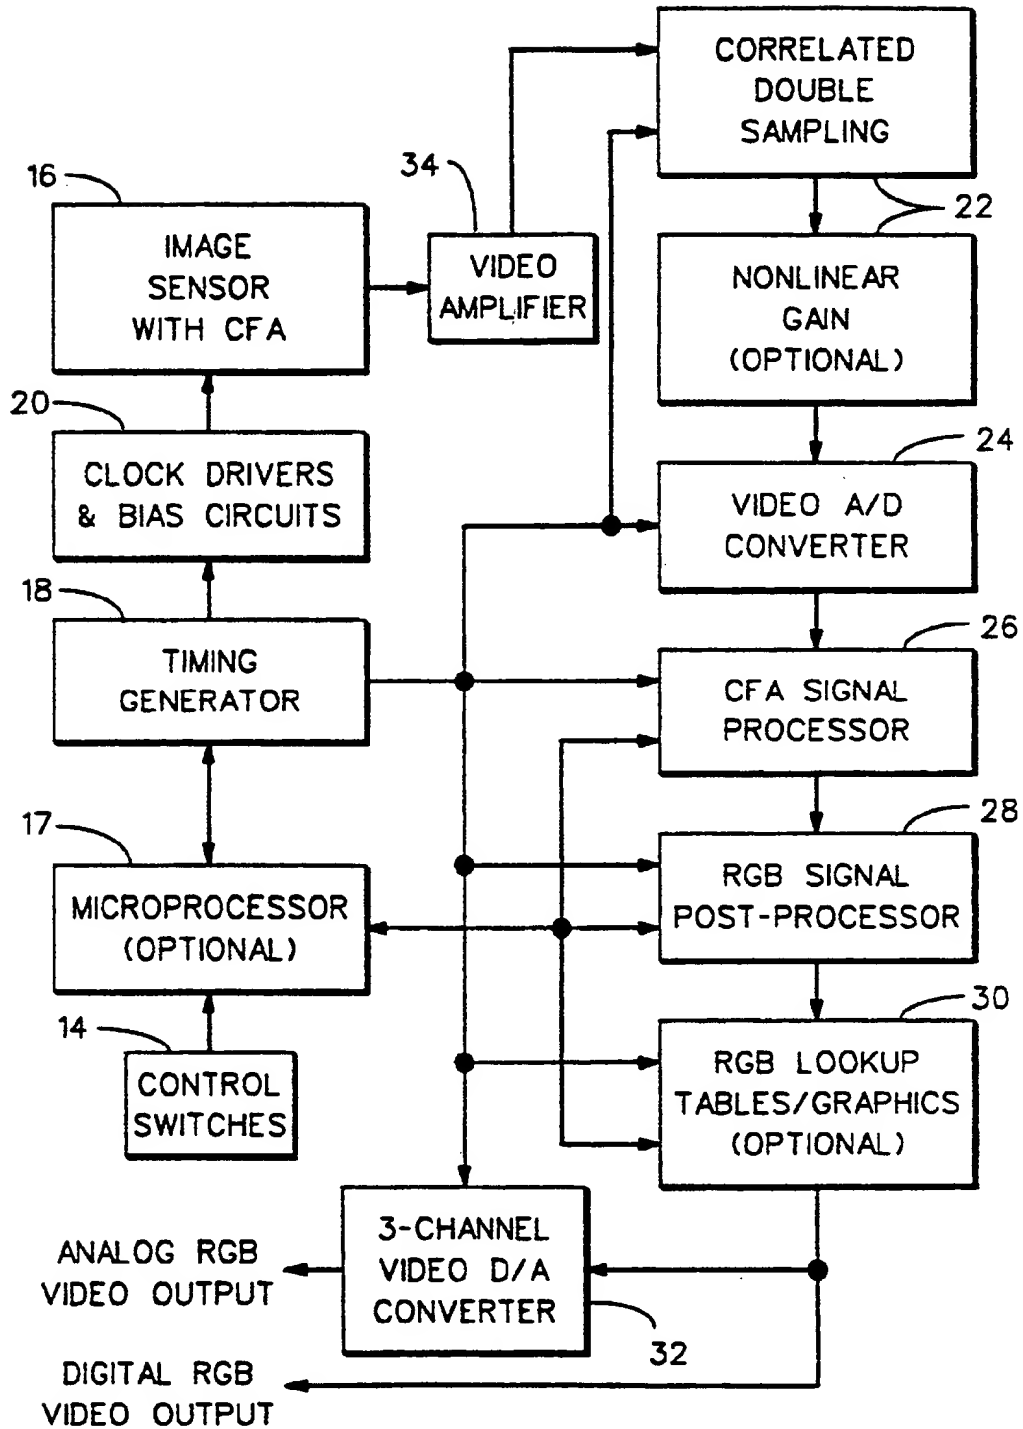 CORRELATED
DOUBLE
SAMPLING
34
16
22
IMAGE
SENSOR
WITH CFA
VIDEO
AMPLIFIER
NONLINEAR
GAIN
(OPTIONAL)
20
24
CLOCK DRIVERS
& BIAS CIRCUITS
VIDEO A/D
CONVERTER
18
26
TIMING
GENERATOR
CFA SIGNAL
PROCESSOR
17
28
MICROPROCESSOR
(OPTIONAL)
RGB SIGNAL
POST-PROCESSOR
14
30
CONTROL
SWITCHES
RGB LOOKUP
TABLES/GRAPHICS
(OPTIONAL)
3-CHANNEL
VIDEO D/A
CONVERTER
ANALOG RGB
VIDEO OUTPUT
32
DIGITAL RGB
VIDEO OUTPUT